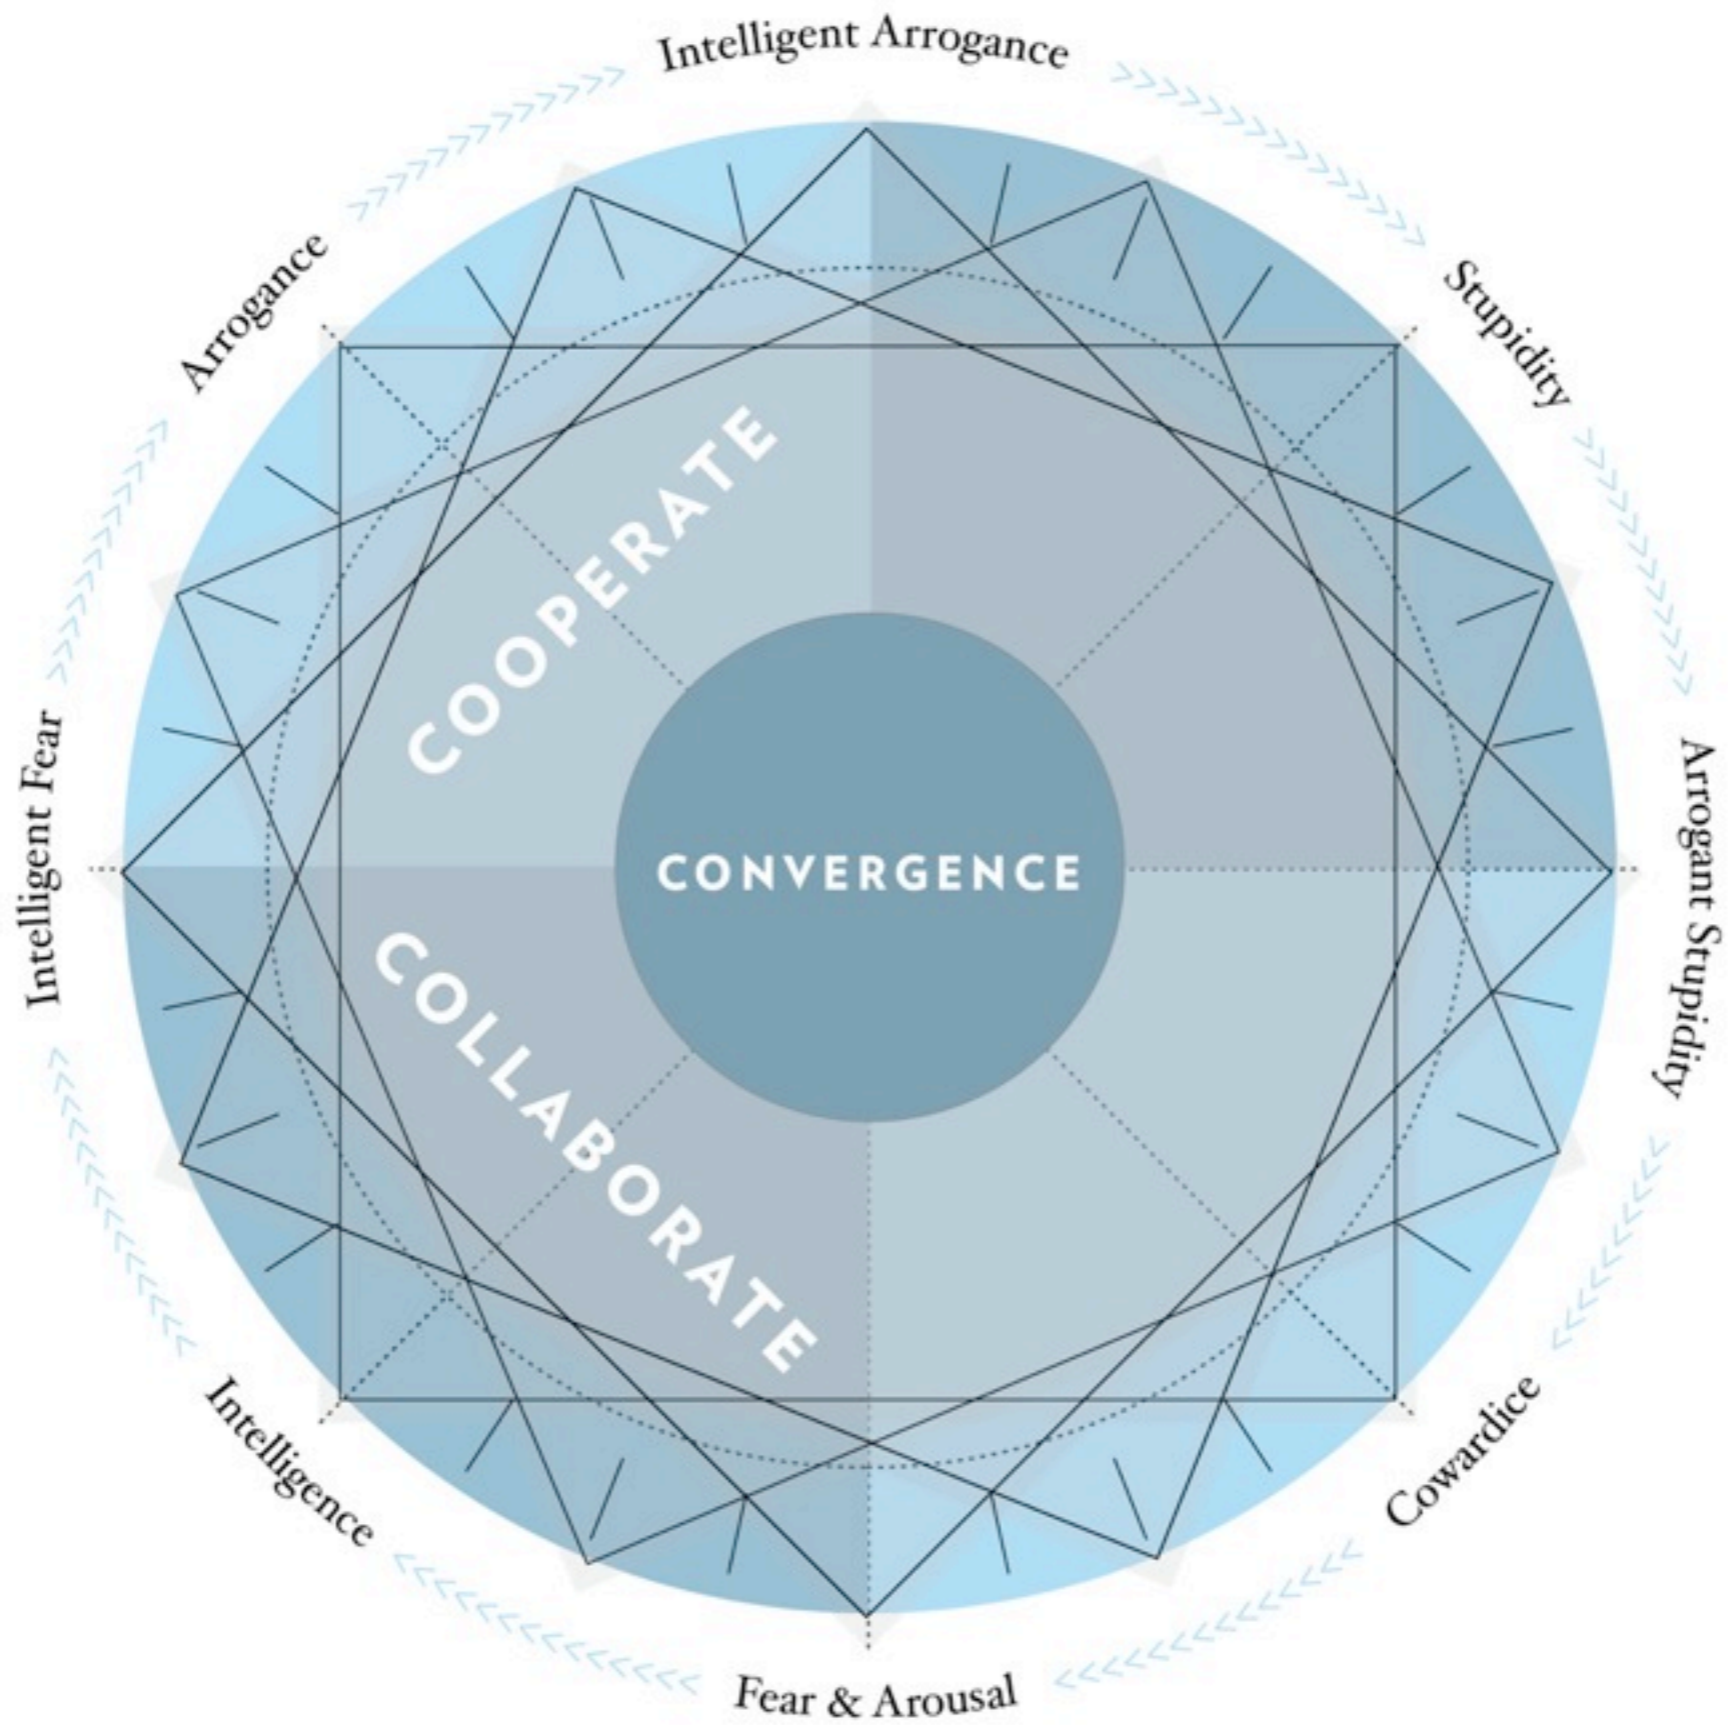 Intelligent Arrogance
Stupidity
Arrogant Stupidity
Cowardice
Fear & Arousal
Intelligence
Intelligent Fear
Arrogance
COOPERATE
CONVERGENCE
COLLABORATE